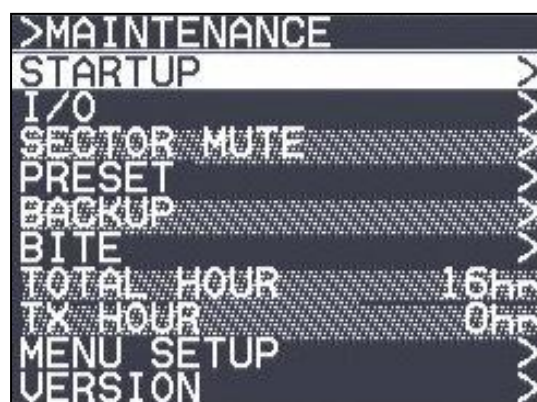 >MAINTENANCE
STARTUP >
I/O >
SECTOR MUTE >
PRESET >
BACKUP >
BITE >
TOTAL HOUR 16hr
TX HOUR 0hr
MENU SETUP >
VERSION >